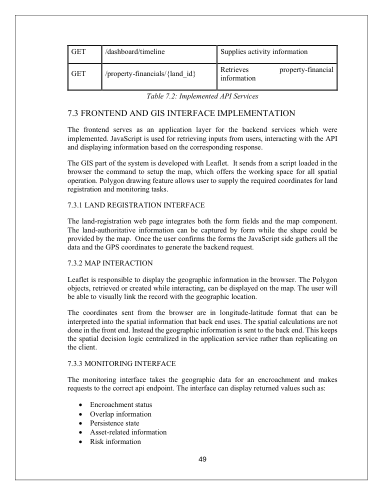 GET /dashboard/timeline Supplies activity information
GET /property-financials/{land_id} Retrieves property-financial
information
Table 7.2: Implemented API Services
7.3 FRONTEND AND GIS INTERFACE IMPLEMENTATION
The frontend serves as an application layer for the backend services which were
implemented. JavaScript is used for retrieving inputs from users, interacting with the API
and displaying information based on the corresponding response.
The GIS part of the system is developed with Leaflet. It sends from a script loaded in the
browser the command to setup the map, which offers the working space for all spatial
operation. Polygon drawing feature allows user to supply the required coordinates for land
registration and monitoring tasks.
7.3.1 LAND REGISTRATION INTERFACE
The land-registration web page integrates both the form fields and the map component.
The land-authoritative information can be captured by form while the shape could be
provided by the map. Once the user confirms the forms the JavaScript side gathers all the
data and the GPS coordinates to generate the backend request.
7.3.2 MAP INTERACTION
Leaflet is responsible to display the geographic information in the browser. The Polygon
objects, retrieved or created while interacting, can be displayed on the map. The user will
be able to visually link the record with the geographic location.
The coordinates sent from the browser are in longitude-latitude format that can be
interpreted into the spatial information that back end uses. The spatial calculations are not
done in the front end. Instead the geographic information is sent to the back end. This keeps
the spatial decision logic centralized in the application service rather than replicating on
the client.
7.3.3 MONITORING INTERFACE
The monitoring interface takes the geographic data for an encroachment and makes
requests to the correct api endpoint. The interface can display returned values such as:
• Encroachment status
• Overlap information
• Persistence state
• Asset-related information
• Risk information
49